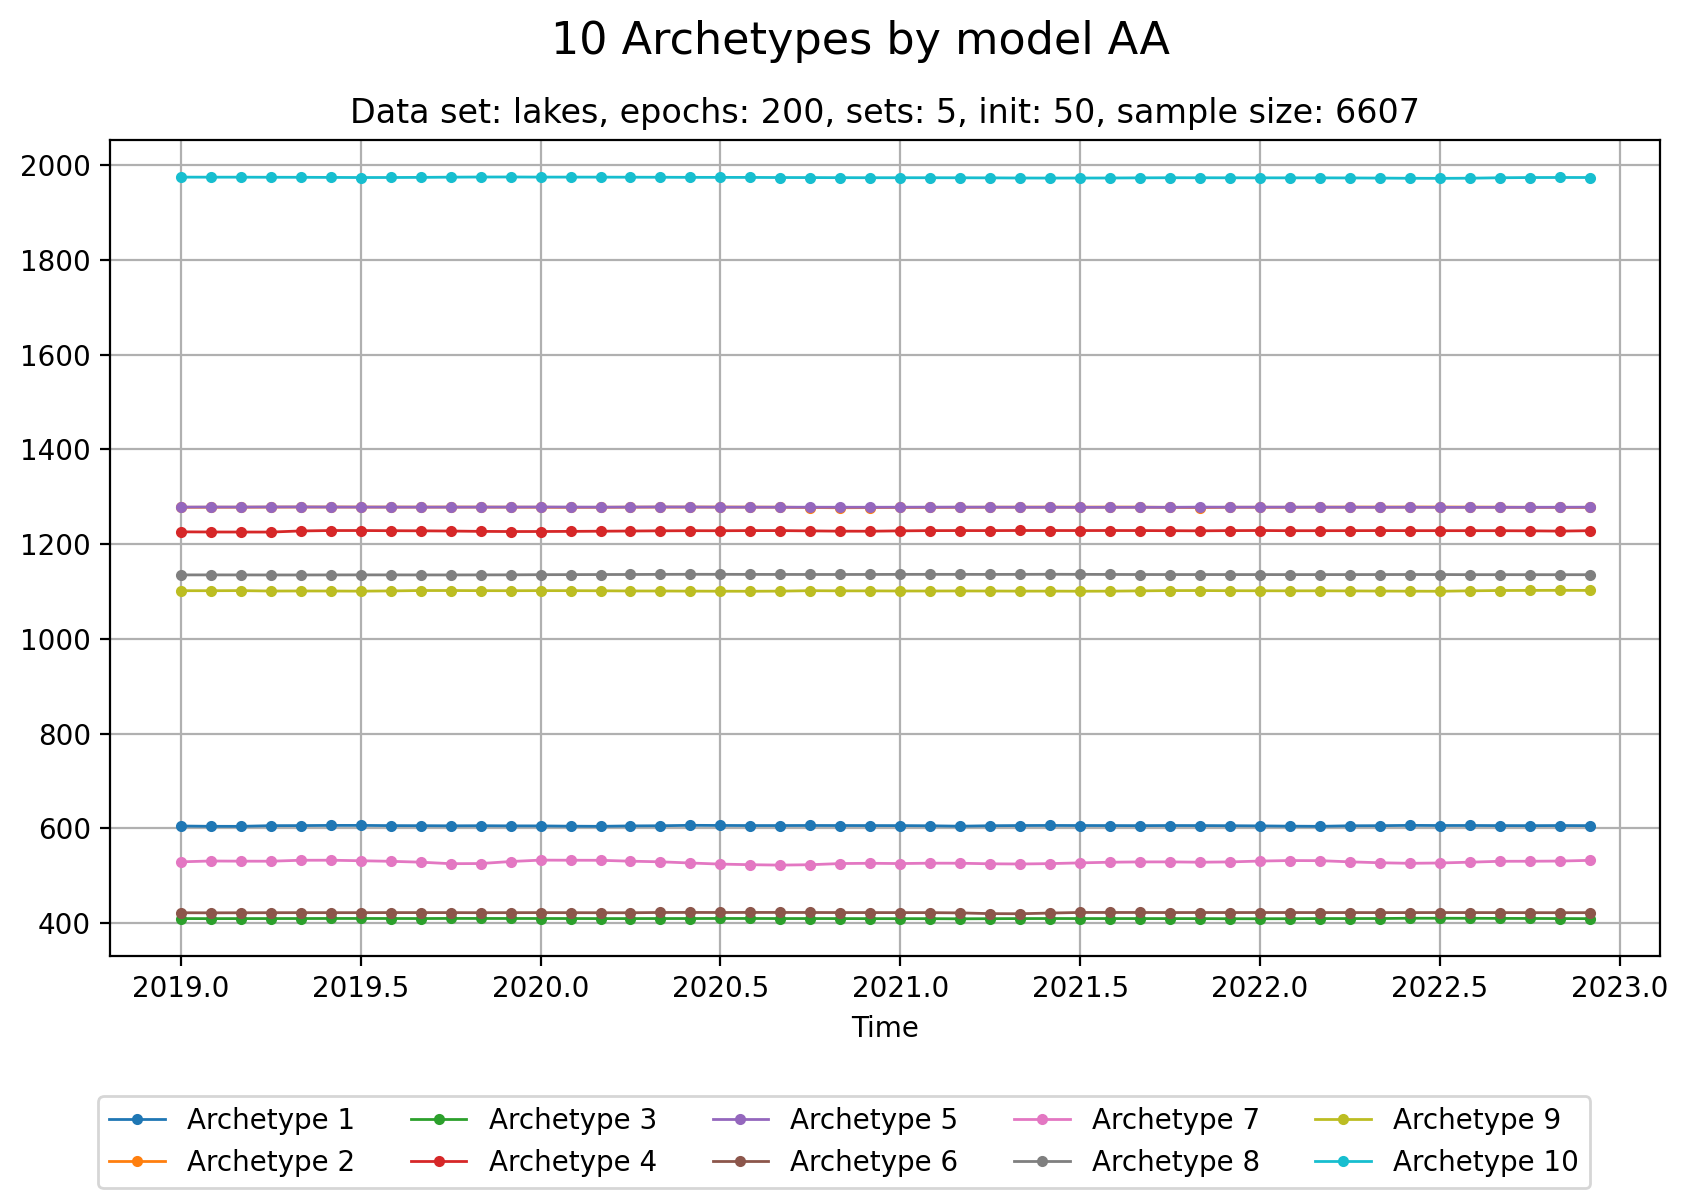 10 Archetypes by model AA
Data set: lakes, epochs: 200, sets: 5, init: 50, sample size: 6607
2000
1800
1600
1400
1200
1000
800
600
400
2019.0 2019.5 2020.0 2020.5 2021.0 2021.5 2022.0 2022.5 2023.0
Time
Archetype 1 Archetype 3 Archetype 5 Archetype 7 Archetype 9
Archetype 2 Archetype 4 Archetype 6 Archetype 8 Archetype 10